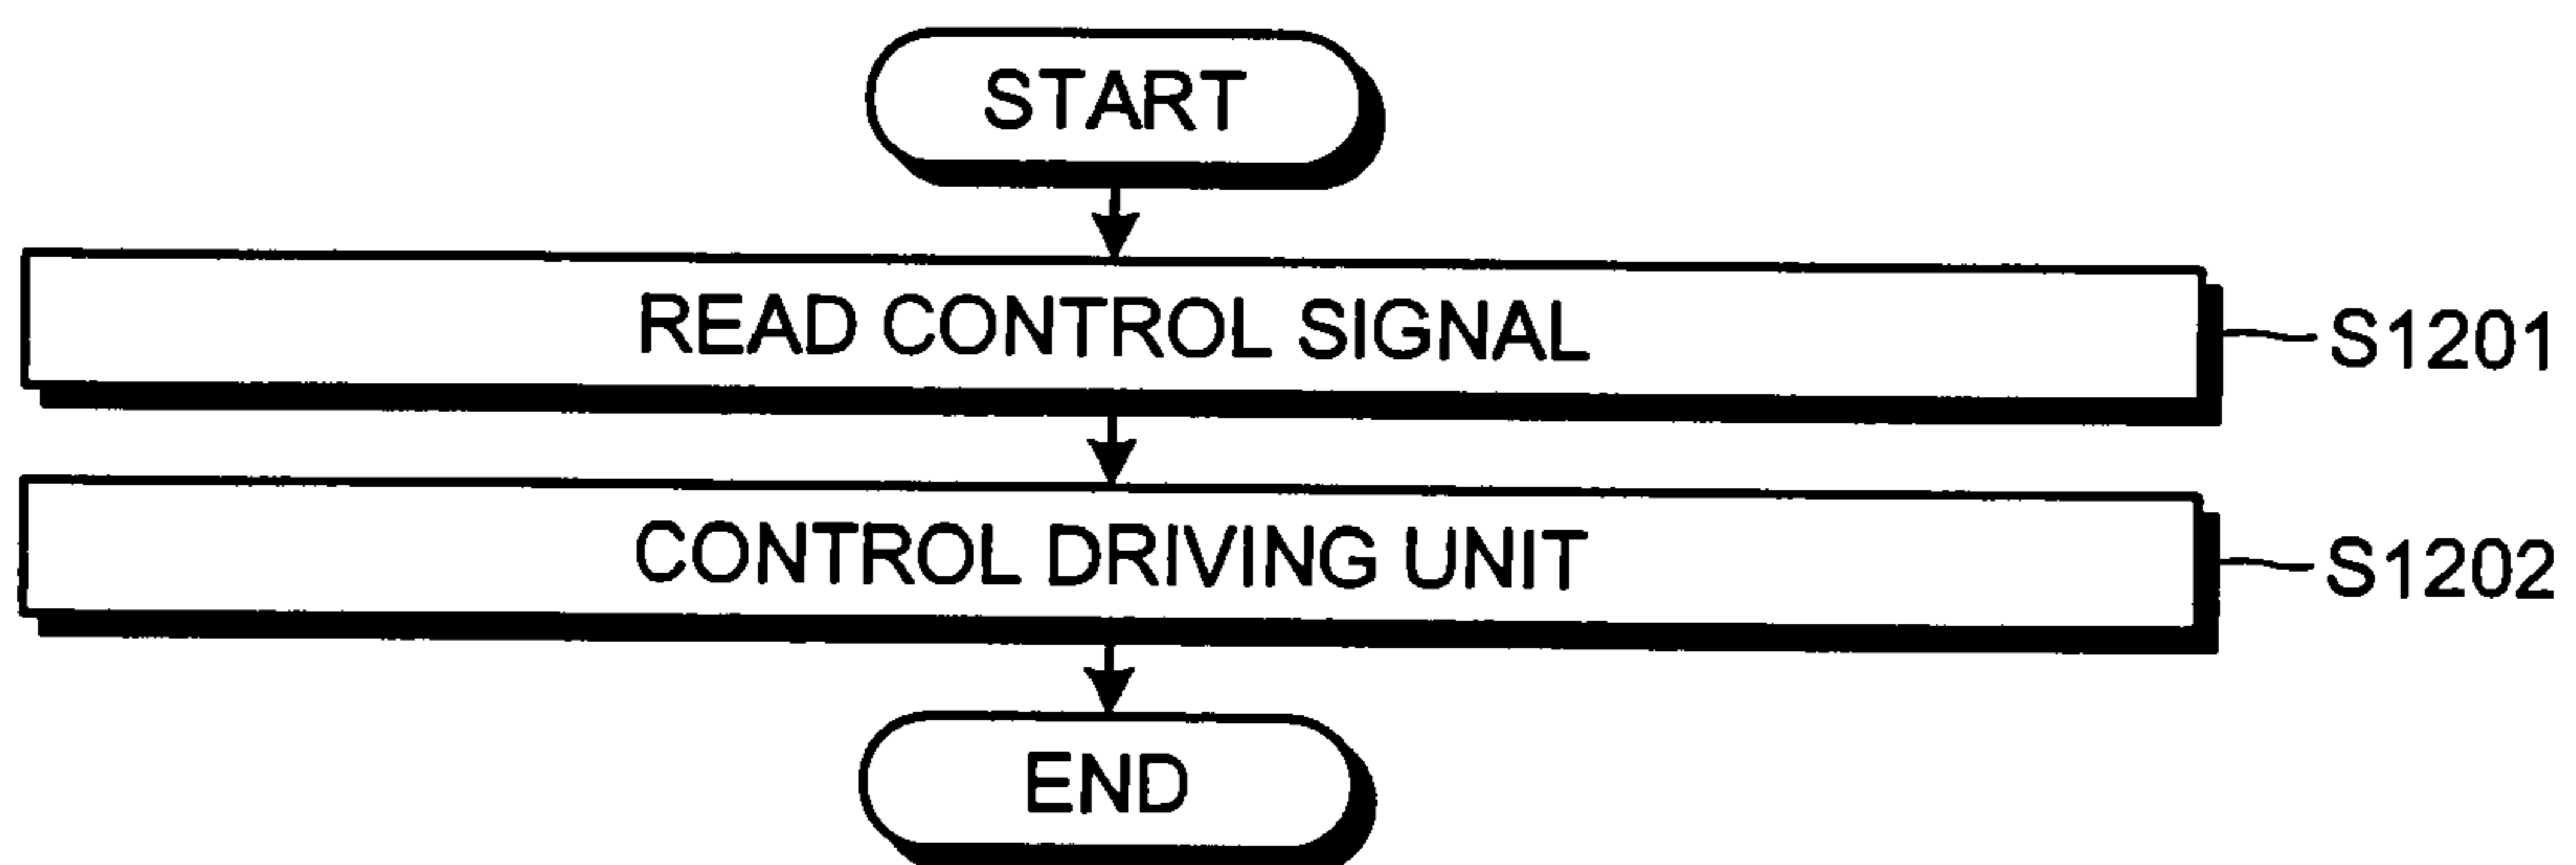 START
READ CONTROL SIGNAL
S1201
CONTROL DRIVING UNIT
S1202
END